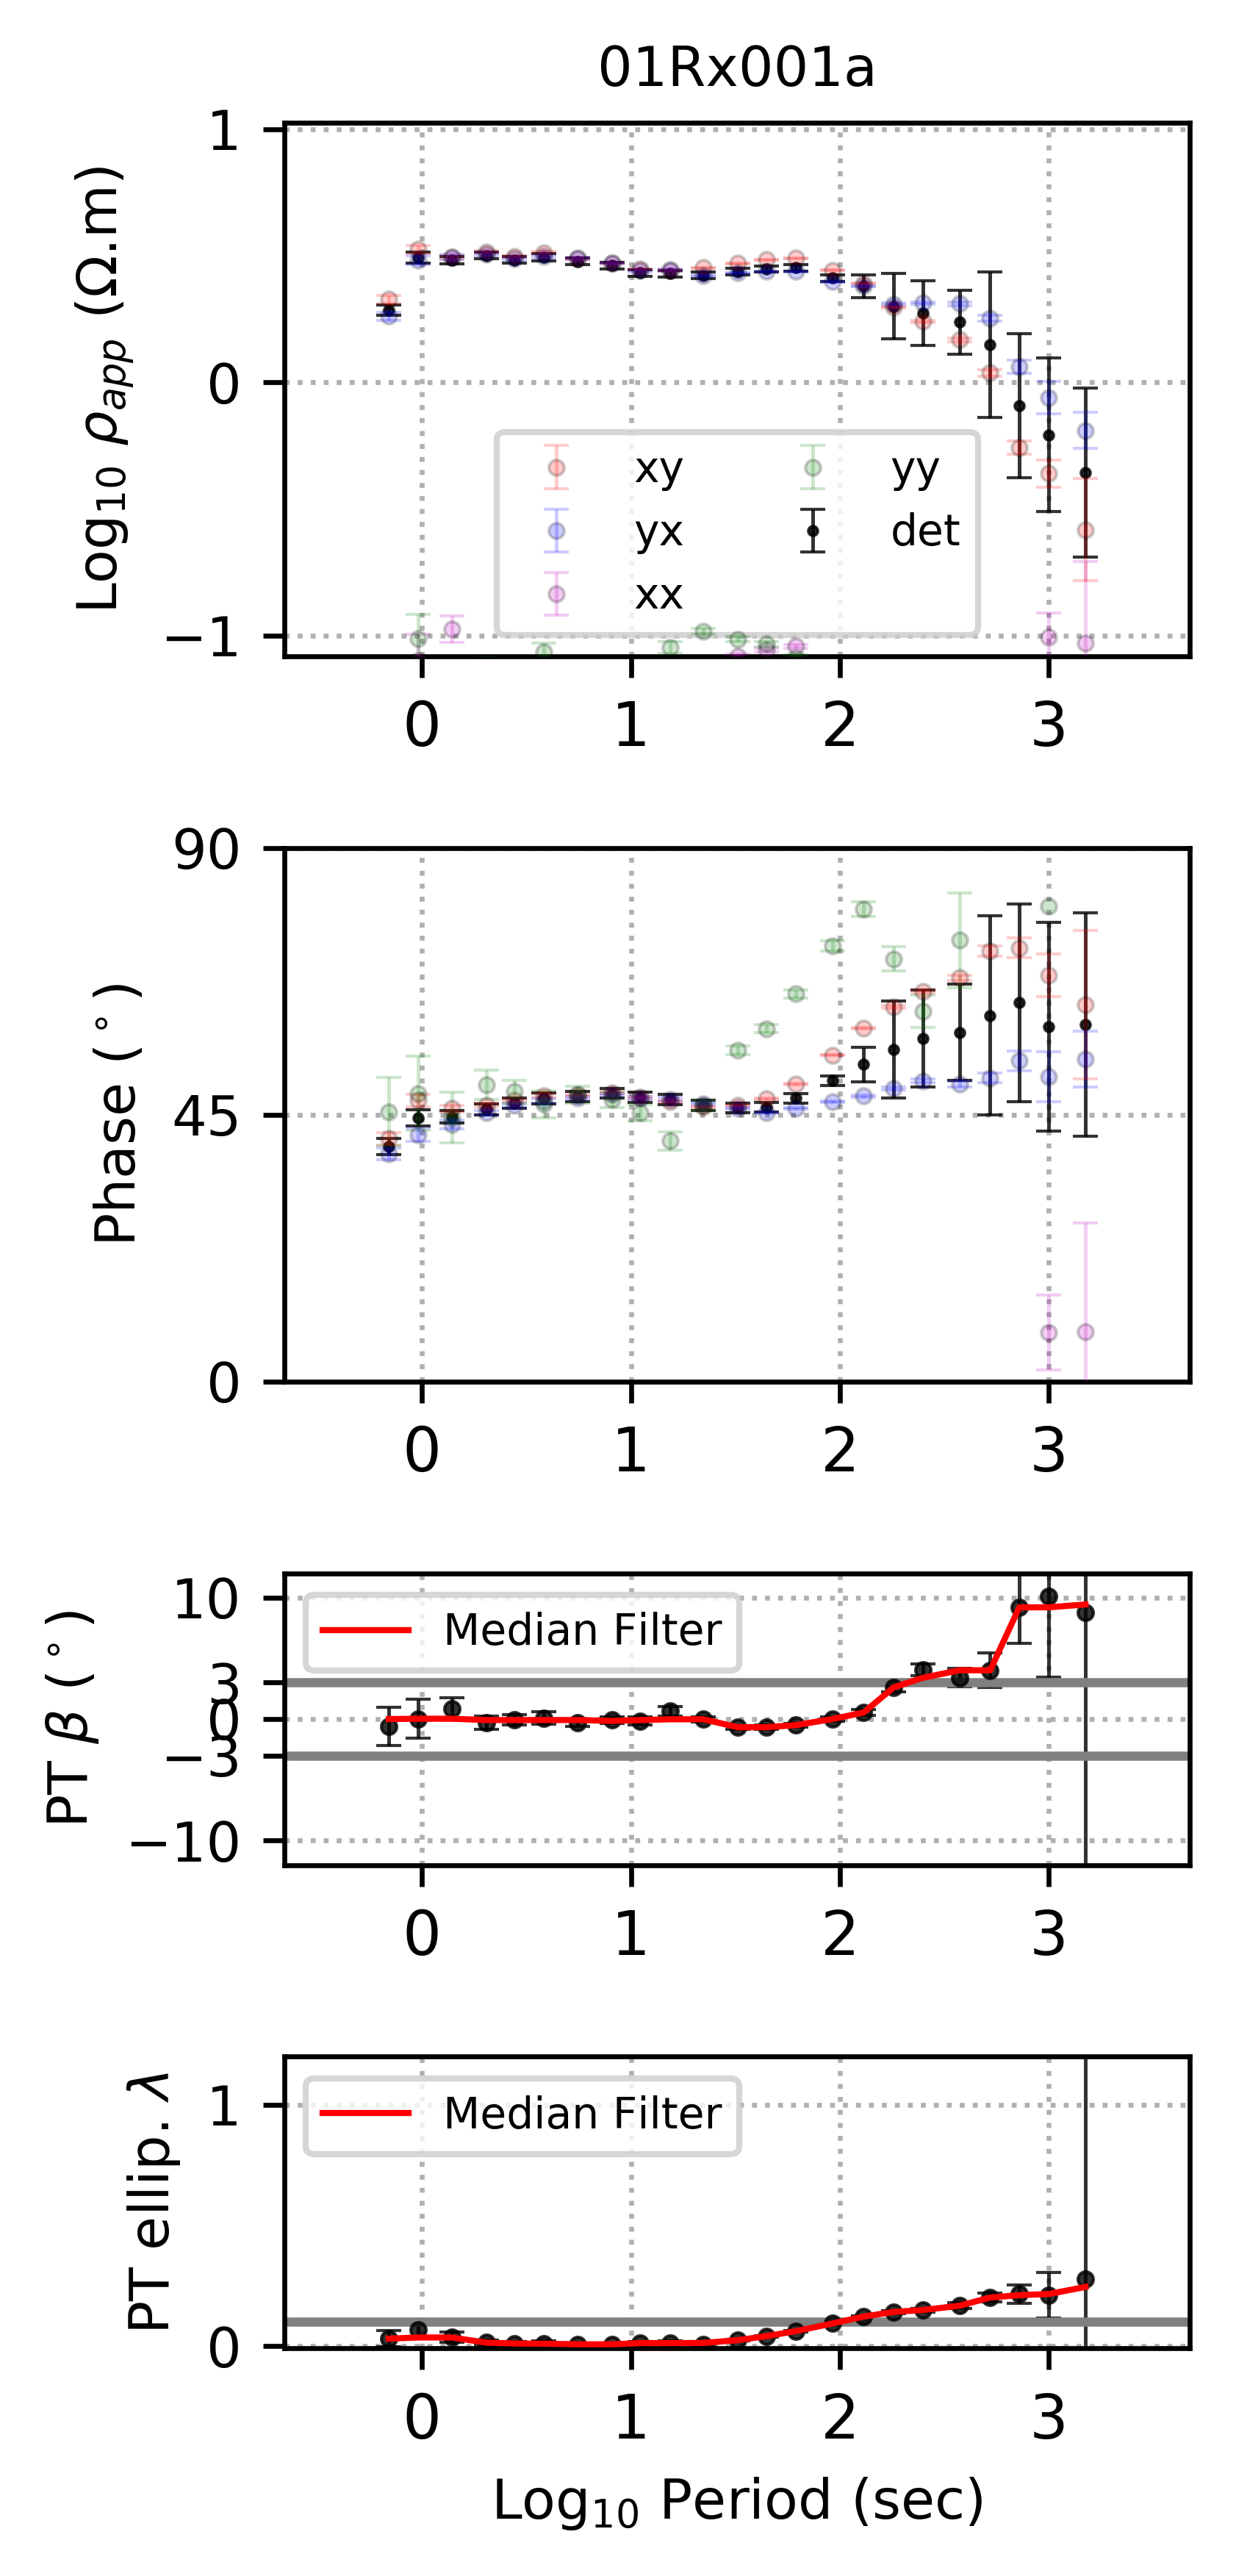 01Rx001a
Log₁₀ ρₐₚₚ (Ω.m)
1
0
−1
xy
yx
xx
yy
det
0 1 2 3
Phase (°)
90
45
0
0 1 2 3
PT β (°)
10
3
0
−3
−10
Median Filter
0 1 2 3
PT ellip. λ
1
0
Median Filter
0 1 2 3
Log₁₀ Period (sec)